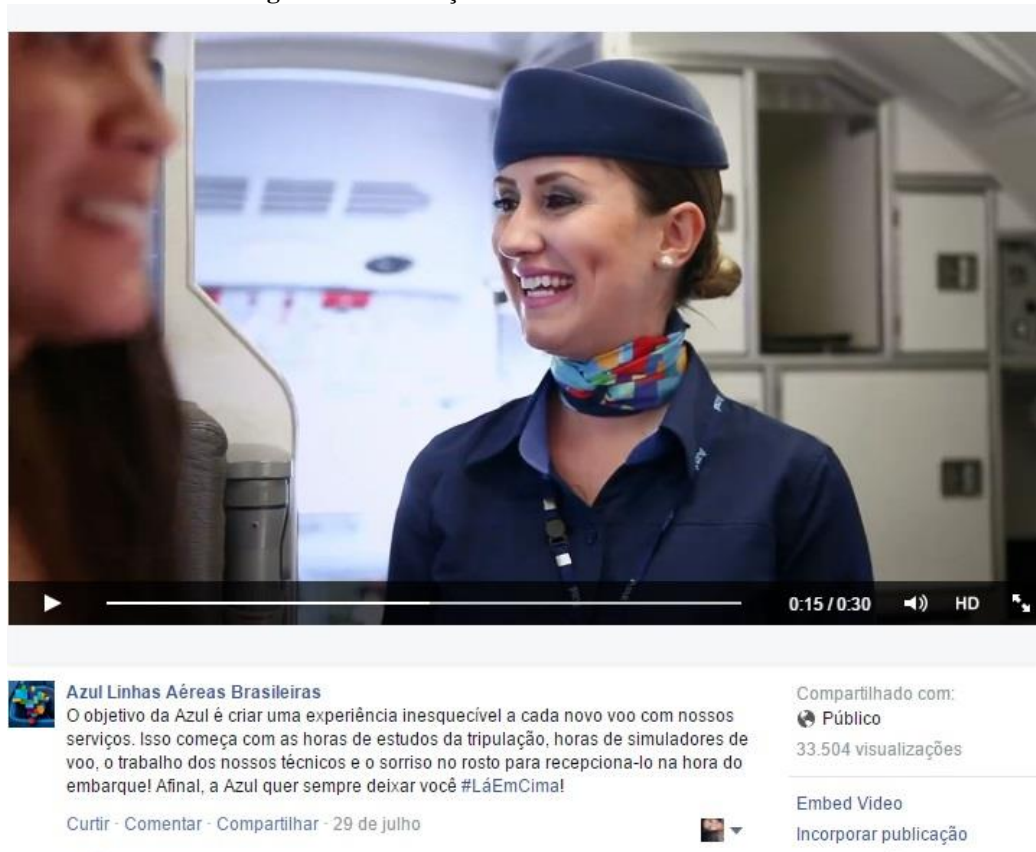 0:15 / 0:30
HD
Azul Linhas Aéreas Brasileiras
O objetivo da Azul é criar uma experiência inesquecível a cada novo voo com nossos
serviços. Isso começa com as horas de estudos da tripulação, horas de simuladores de
voo, o trabalho dos nossos técnicos e o sorriso no rosto para recepciona-lo na hora do
embarque! Afinal, a Azul quer sempre deixar você #LáEmCima!
Curtir · Comentar · Compartilhar · 29 de julho
Compartilhado com:
Público
33.504 visualizações
Embed Video
Incorporar publicação